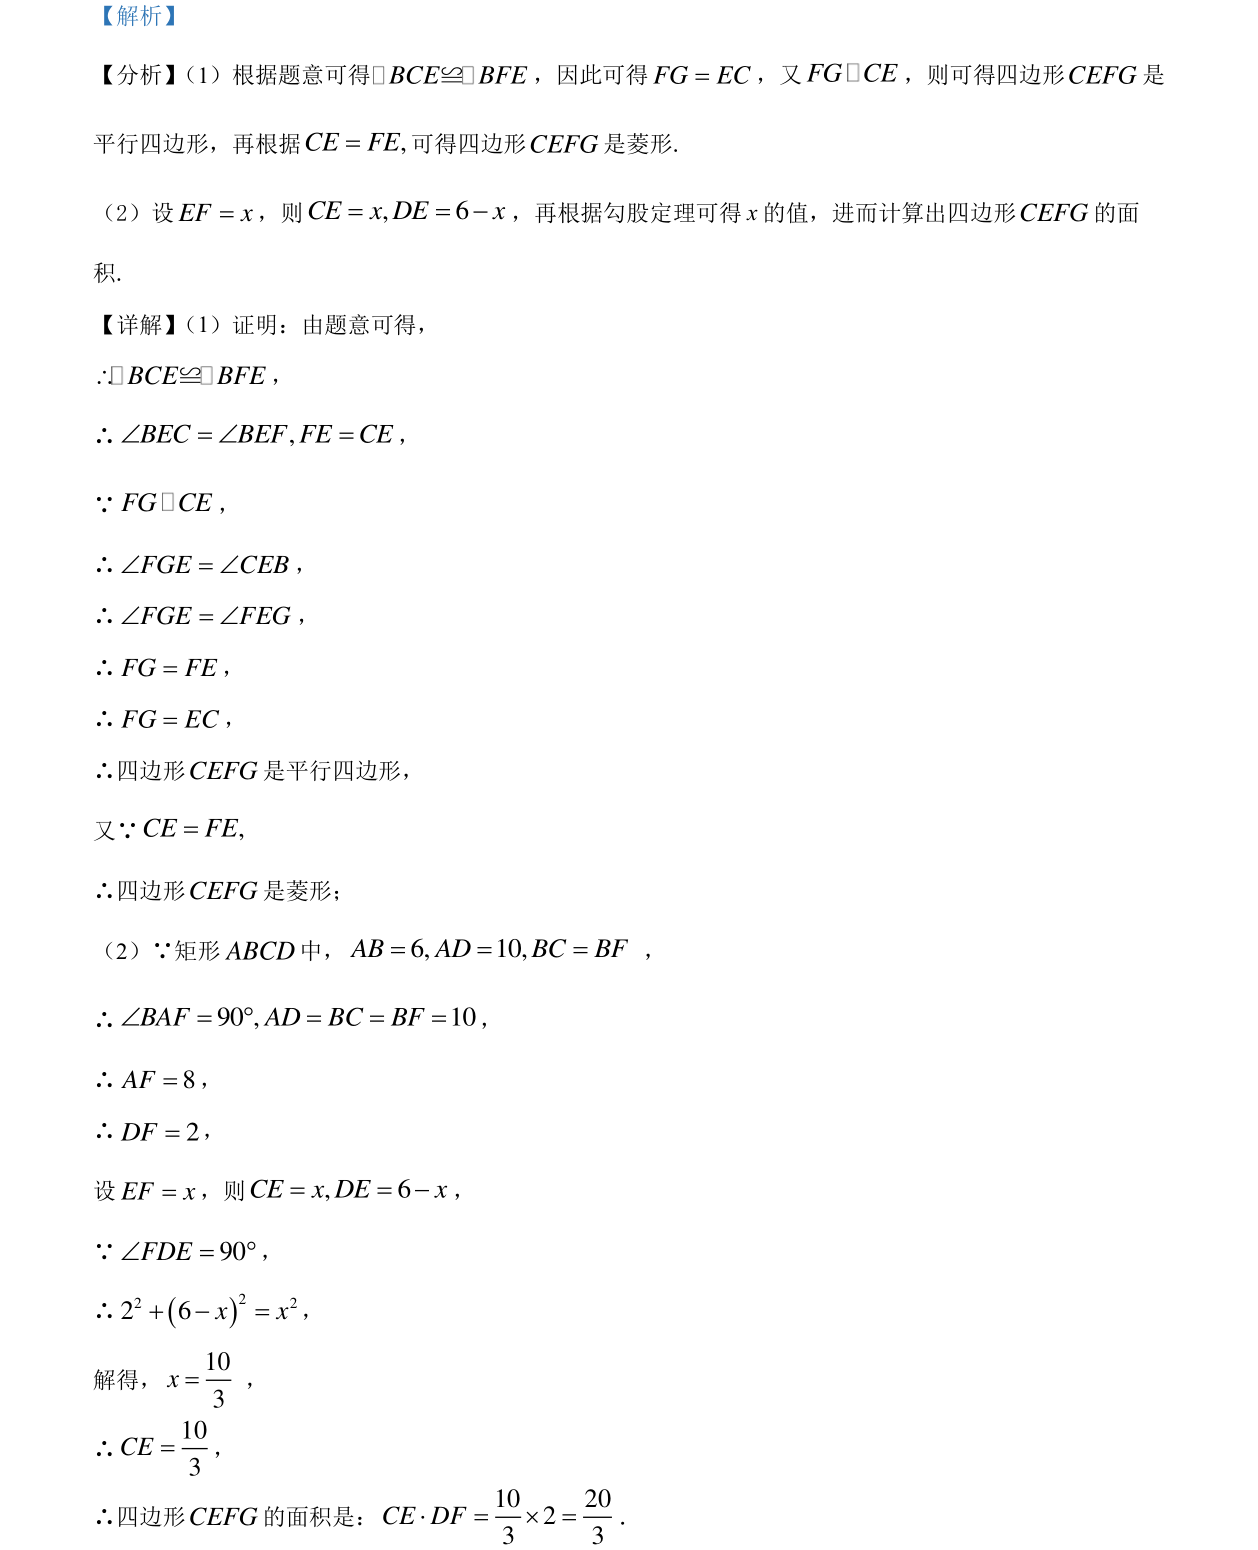 【解析】
【分析】（1）根据题意可得□BCE≌□BFE，因此可得FG = EC，又FG□CE，则可得四边形CEFG是
平行四边形，再根据CE = FE,可得四边形CEFG是菱形.
（2）设EF = x，则CE = x, DE = 6 − x，再根据勾股定理可得x的值，进而计算出四边形CEFG的面
积.
【详解】（1）证明：由题意可得，
∴□BCE≌□BFE，
∴∠BEC = ∠BEF, FE = CE，
∵FG□CE，
∴∠FGE = ∠CEB，
∴∠FGE = ∠FEG，
∴FG = FE，
∴FG = EC，
∴四边形CEFG是平行四边形，
又∵CE = FE,
∴四边形CEFG是菱形；
（2）∵矩形ABCD中，AB = 6, AD = 10, BC = BF，
∴∠BAF = 90°, AD = BC = BF = 10，
∴AF = 8，
∴DF = 2，
设EF = x，则CE = x, DE = 6 − x，
∵∠FDE = 90°，
∴2² + (6 − x)² = x²，
解得，x = 10/3，
∴CE = 10/3，
∴四边形CEFG的面积是：CE · DF = 10/3 × 2 = 20/3．